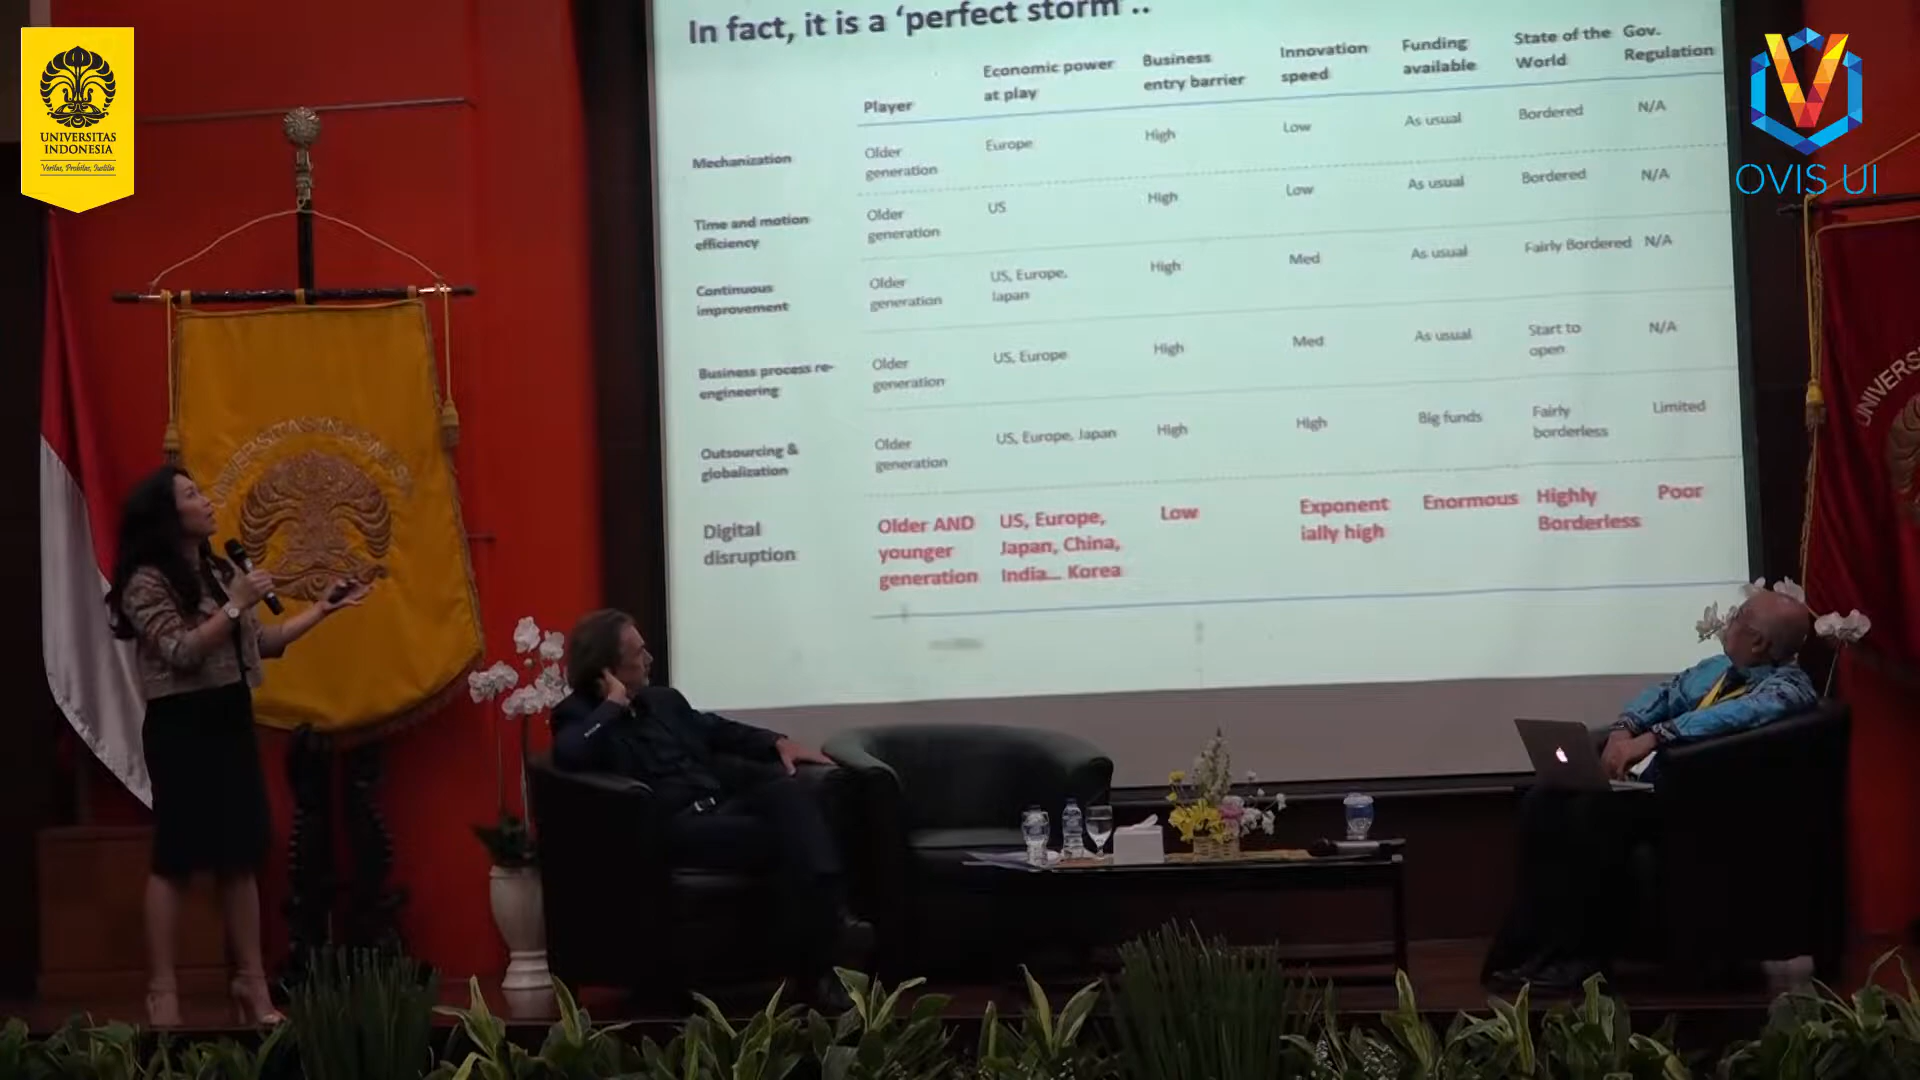 UNIVERSITAS
INDONESIA
Veritas, Probitas, Iustitia
In fact, it is a 'perfect storm' ..
Player
Economic power
at play
Business
entry barrier
Innovation
speed
Funding
available
State of the
World
Gov.
Regulation
Mechanization
Older
generation
Europe
High
Low
As usual
Bordered
N/A
Time and motion
efficiency
Older
generation
US
High
Low
As usual
Bordered
N/A
Continuous
improvement
Older
generation
US, Europe,
Japan
High
Med
As usual
Fairly Bordered
N/A
Business process re-
engineering
Older
generation
US, Europe
High
Med
As usual
Start to
open
N/A
Outsourcing &
globalization
Older
generation
US, Europe, Japan
High
High
Big funds
Fairly
borderless
Limited
Digital
disruption
Older AND
younger
generation
US, Europe,
Japan, China,
India... Korea
Low
Exponent
ially high
Enormous
Highly
Borderless
Poor
OVIS UI
UNIVERSITAS INDONESIA
UNIVERS